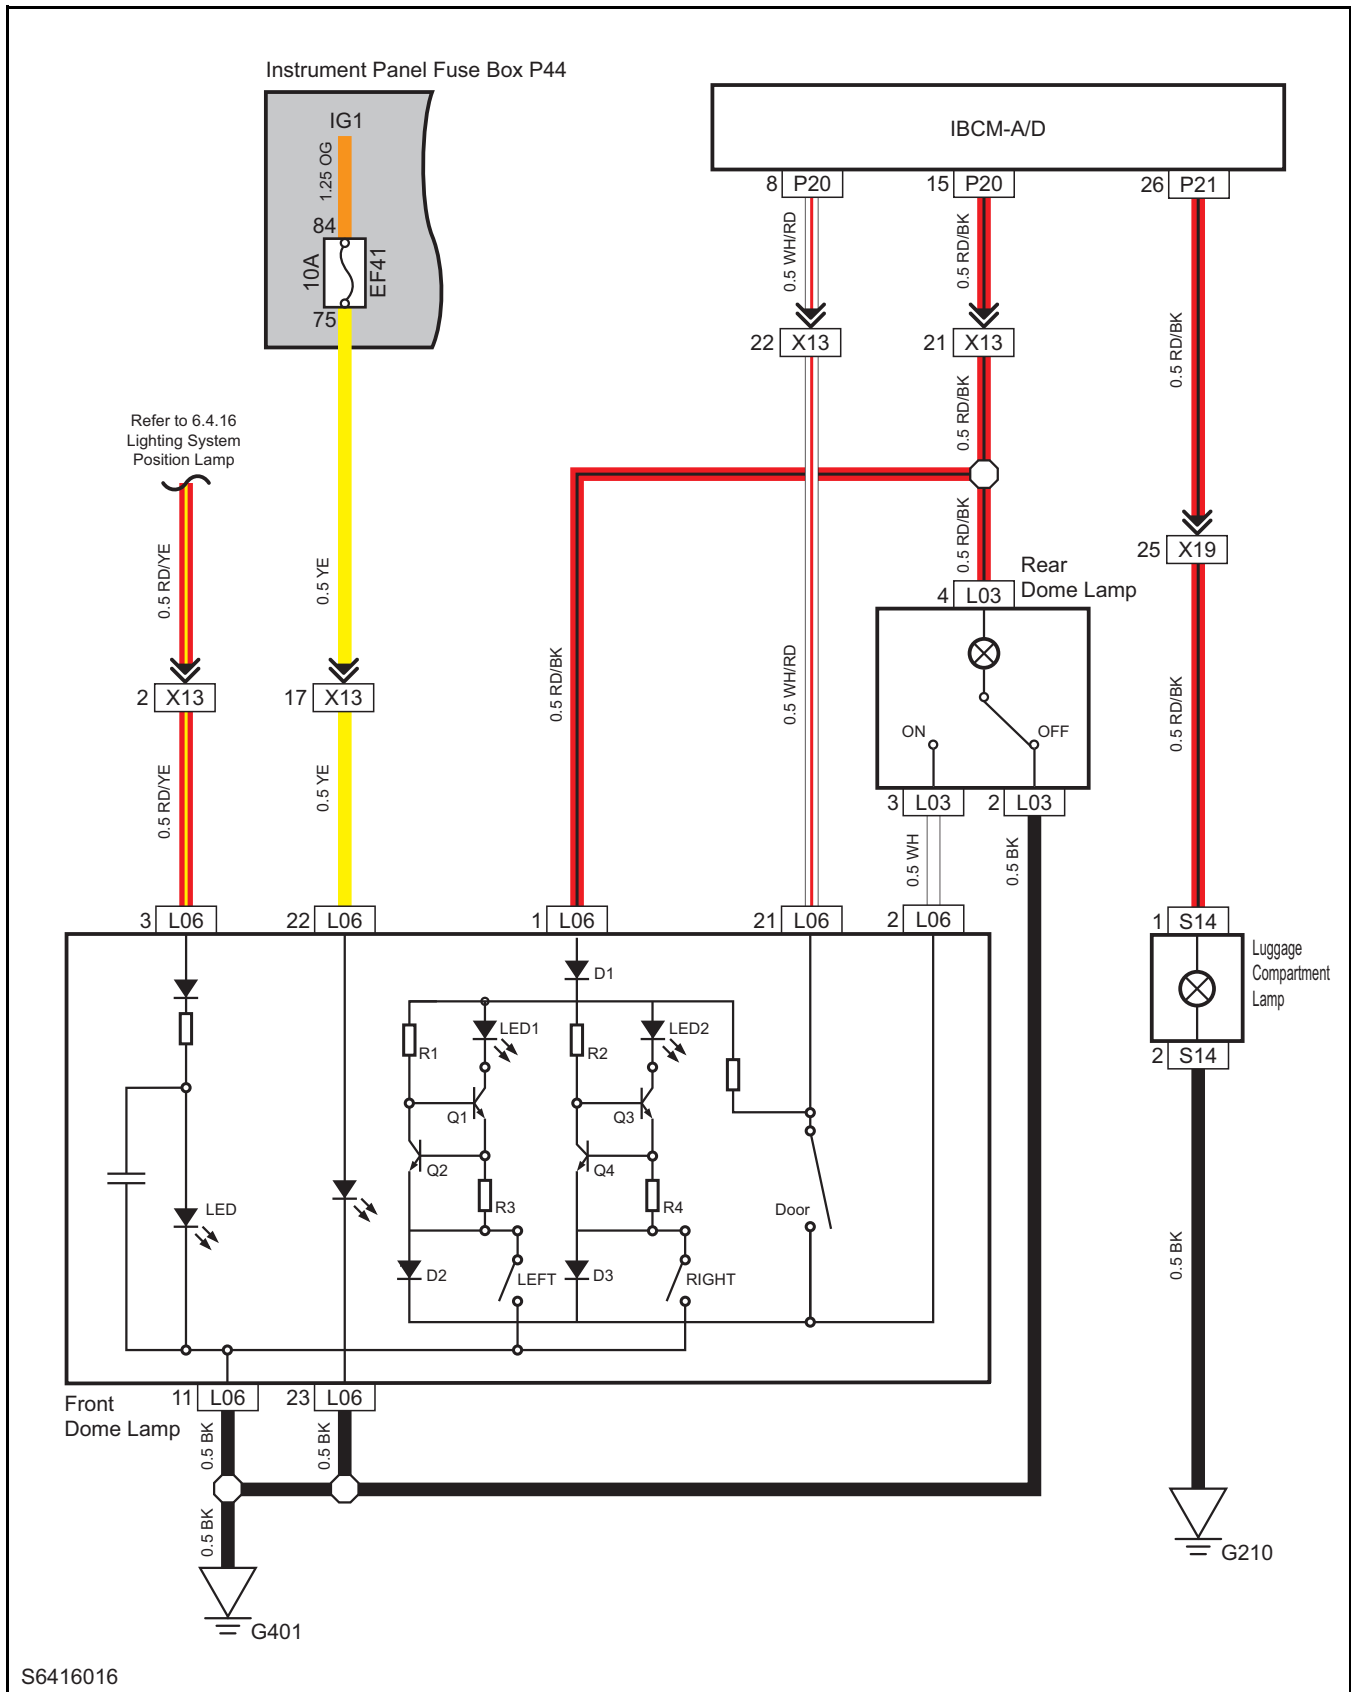 Instrument Panel Fuse Box P44
IG1
1.25 OG
84
10A
EF41
75
IBCM-A/D
8 P20
15 P20
26 P21
0.5 WH/RD
0.5 RD/BK
0.5 RD/BK
22 X13
21 X13
0.5 RD/BK
Refer to 6.4.16
Lighting System
Position Lamp
0.5 RD/BK
25 X19
0.5 RD/YE
0.5 YE
Rear
Dome Lamp
4 L03
2 X13
17 X13
0.5 RD/BK
0.5 WH/RD
0.5 RD/BK
ON
OFF
0.5 RD/YE
0.5 YE
3 L03
2 L03
0.5 WH
0.5 BK
3 L06
22 L06
1 L06
21 L06
2 L06
1 S14
Luggage
Compartment
Lamp
D1
LED1
LED2
R1
R2
2 S14
Q1
Q3
Q2
Q4
LED
R3
R4
Door
D2
LEFT
D3
RIGHT
0.5 BK
Front
Dome Lamp
11 L06
23 L06
0.5 BK
0.5 BK
0.5 BK
G210
G401
S6416016